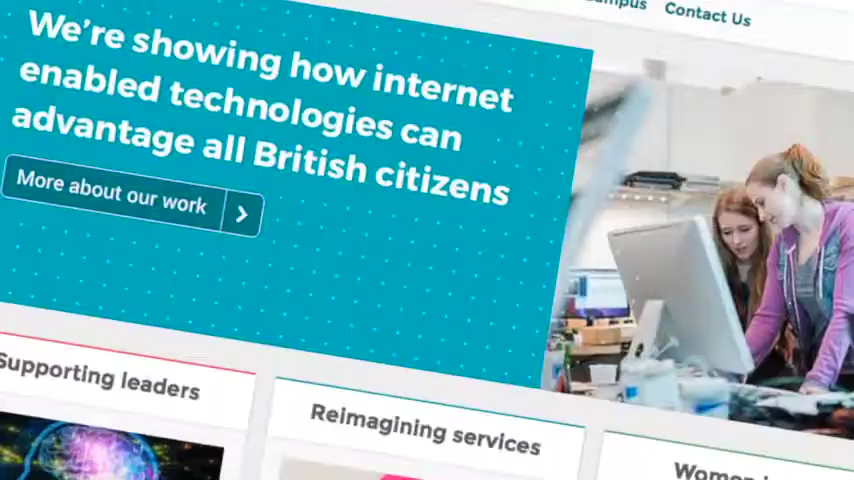 Contact Us
We're showing how internet
enabled technologies can
advantage all British citizens
More about our work
Supporting leaders
Reimagining services